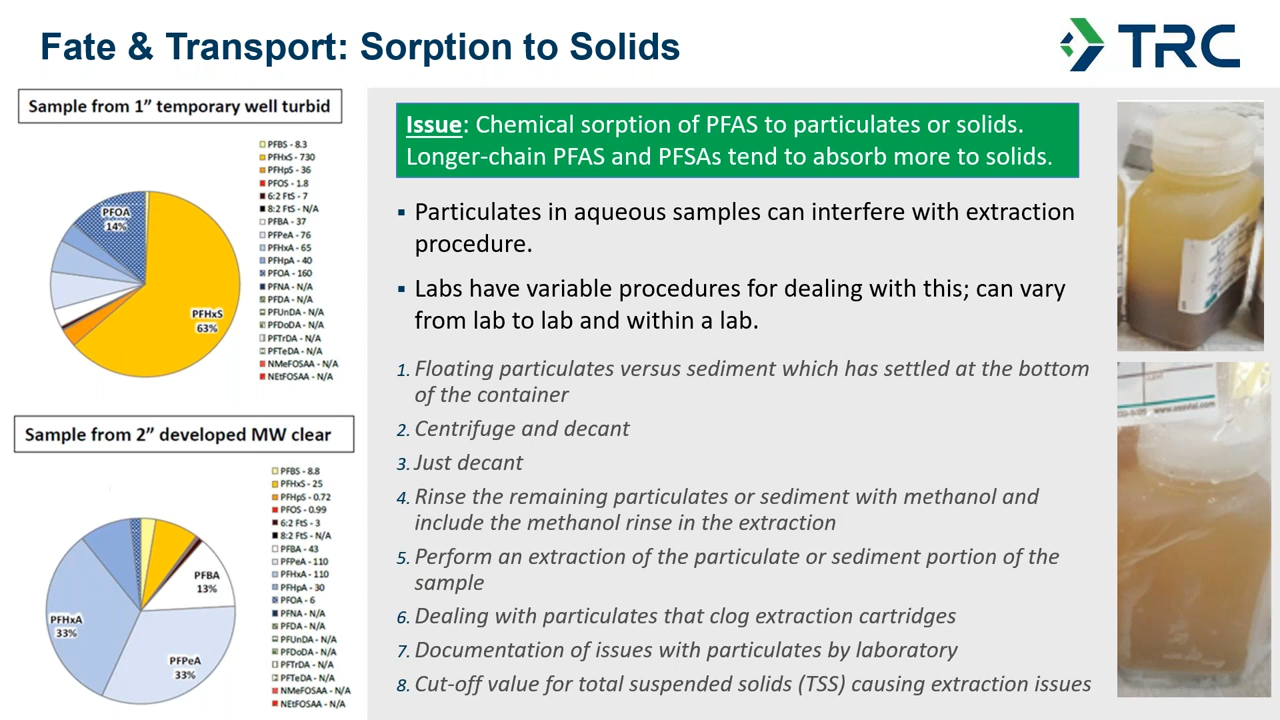 Fate & Transport: Sorption to Solids
TRC
Sample from 1” temporary well turbid
PFBS - 8.3
PFHxS - 730
PFHpS - 36
PFOS - 1.8
6:2 FtS - 7
8:2 FtS - N/A
PFBA - 37
PFPeA - 76
PFHxA - 65
PFHpA - 40
PFOA - 160
PFNA - N/A
PFDA - N/A
PFUnDA - N/A
PFDoDA - N/A
PFTrDA - N/A
PFTeDA - N/A
NMeFOSAA - N/A
NEtFOSAA - N/A
PFOA
14%
PFHxS
63%
Sample from 2” developed MW clear
PFBS - 8.8
PFHxS - 25
PFHpS - 0.72
PFOS - 0.99
6:2 FtS - 3
8:2 FtS - N/A
PFBA - 43
PFPeA - 110
PFHxA - 110
PFHpA - 30
PFOA - 6
PFNA - N/A
PFDA - N/A
PFUnDA - N/A
PFDoDA - N/A
PFTrDA - N/A
PFTeDA - N/A
NMeFOSAA - N/A
NEtFOSAA - N/A
PFBA
13%
PFHxA
33%
PFPeA
33%
Issue: Chemical sorption of PFAS to particulates or solids.
Longer-chain PFAS and PFSAs tend to absorb more to solids.
▪ Particulates in aqueous samples can interfere with extraction
procedure.
▪ Labs have variable procedures for dealing with this; can vary
from lab to lab and within a lab.
1. Floating particulates versus sediment which has settled at the bottom
of the container
2. Centrifuge and decant
3. Just decant
4. Rinse the remaining particulates or sediment with methanol and
include the methanol rinse in the extraction
5. Perform an extraction of the particulate or sediment portion of the
sample
6. Dealing with particulates that clog extraction cartridges
7. Documentation of issues with particulates by laboratory
8. Cut-off value for total suspended solids (TSS) causing extraction issues